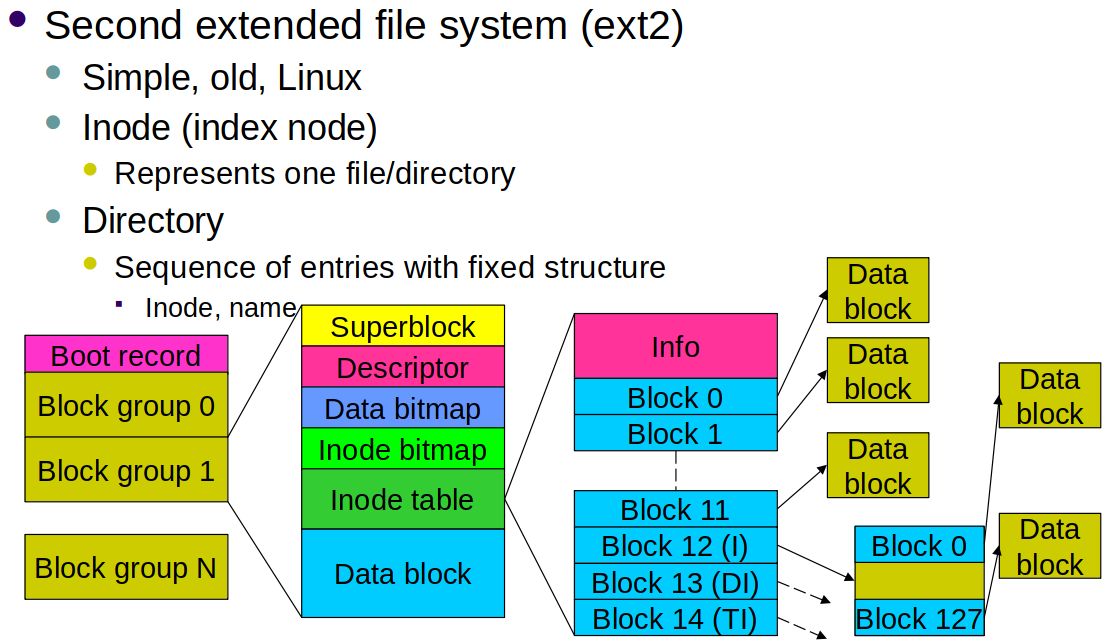 Second extended file system (ext2)
Simple, old, Linux
Inode (index node)
Represents one file/directory
Directory
Sequence of entries with fixed structure
Inode, name
Boot record
Block group 0
Block group 1
Block group N
Superblock
Descriptor
Data bitmap
Inode bitmap
Inode table
Data block
Info
Block 0
Block 1
Block 11
Block 12 (I)
Block 13 (DI)
Block 14 (TI)
Data
block
Data
block
Data
block
Block 0
Block 127
Data
block
Data
block